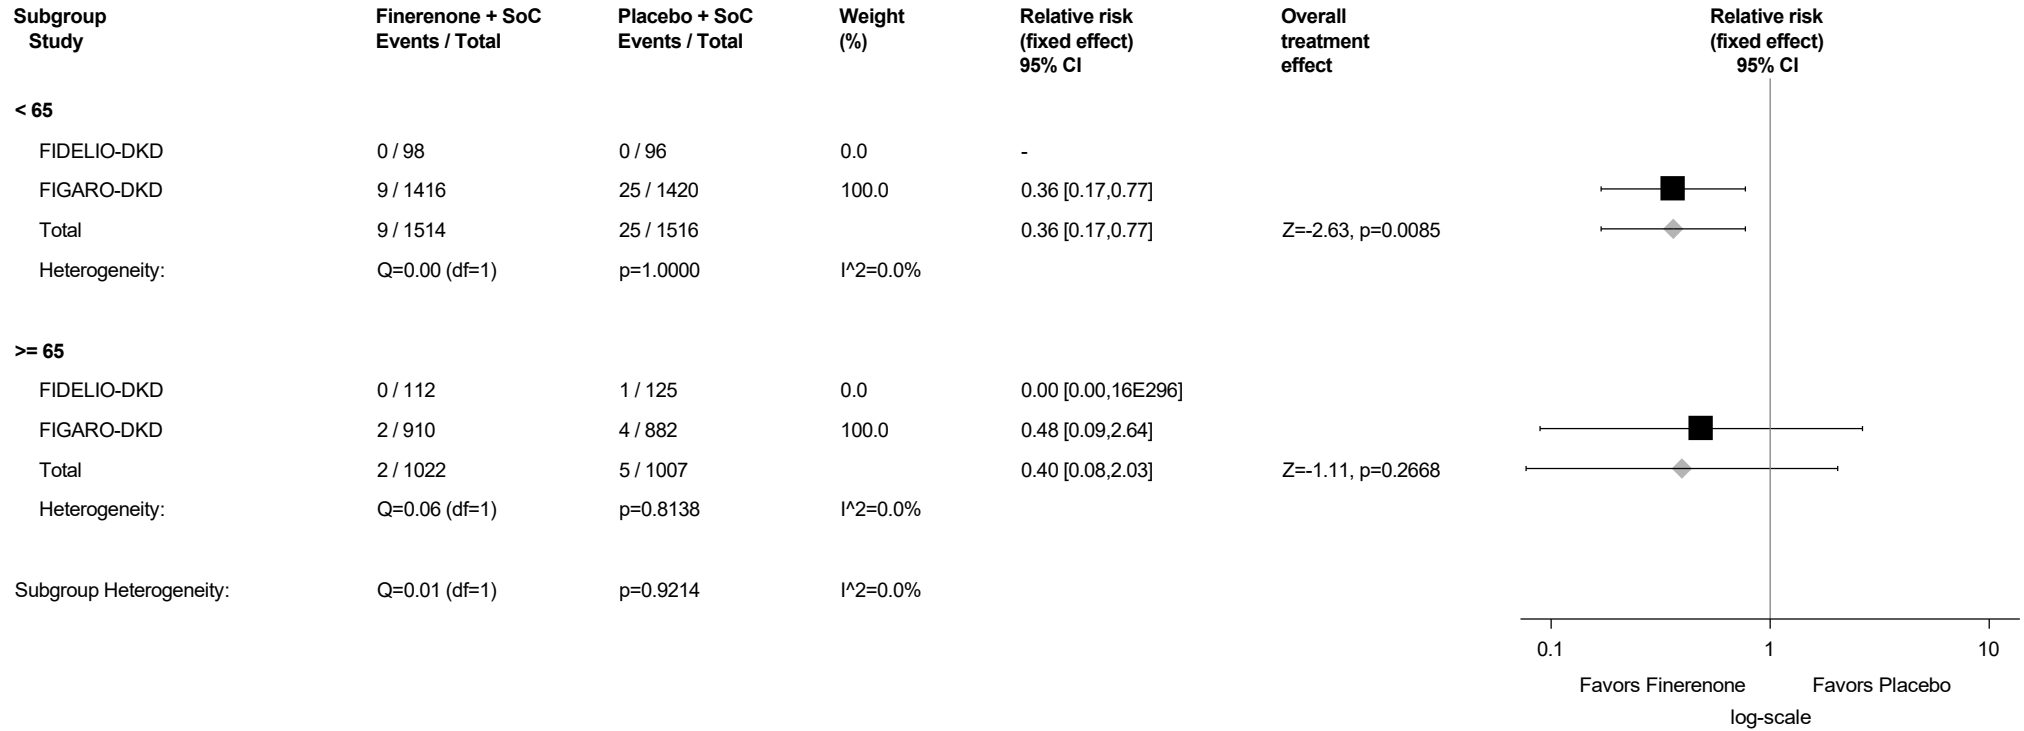 Subgroup Finerenone + SoC Placebo + SoC Weight Relative risk Overall Relative risk
Study Events / Total Events / Total (%) (fixed effect) treatment (fixed effect)
95% CI effect 95% CI
< 65
FIDELIO-DKD 0 / 98 0 / 96 0.0 -
FIGARO-DKD 9 / 1416 25 / 1420 100.0 0.36 [0.17,0.77]
Total 9 / 1514 25 / 1516 0.36 [0.17,0.77] Z=-2.63, p=0.0085
Heterogeneity: Q=0.00 (df=1) p=1.0000 I^2=0.0%
>= 65
FIDELIO-DKD 0 / 112 1 / 125 0.0 0.00 [0.00,16E296]
FIGARO-DKD 2 / 910 4 / 882 100.0 0.48 [0.09,2.64]
Total 2 / 1022 5 / 1007 0.40 [0.08,2.03] Z=-1.11, p=0.2668
Heterogeneity: Q=0.06 (df=1) p=0.8138 I^2=0.0%
Subgroup Heterogeneity: Q=0.01 (df=1) p=0.9214 I^2=0.0%
0.1 1 10
Favors Finerenone Favors Placebo
log-scale